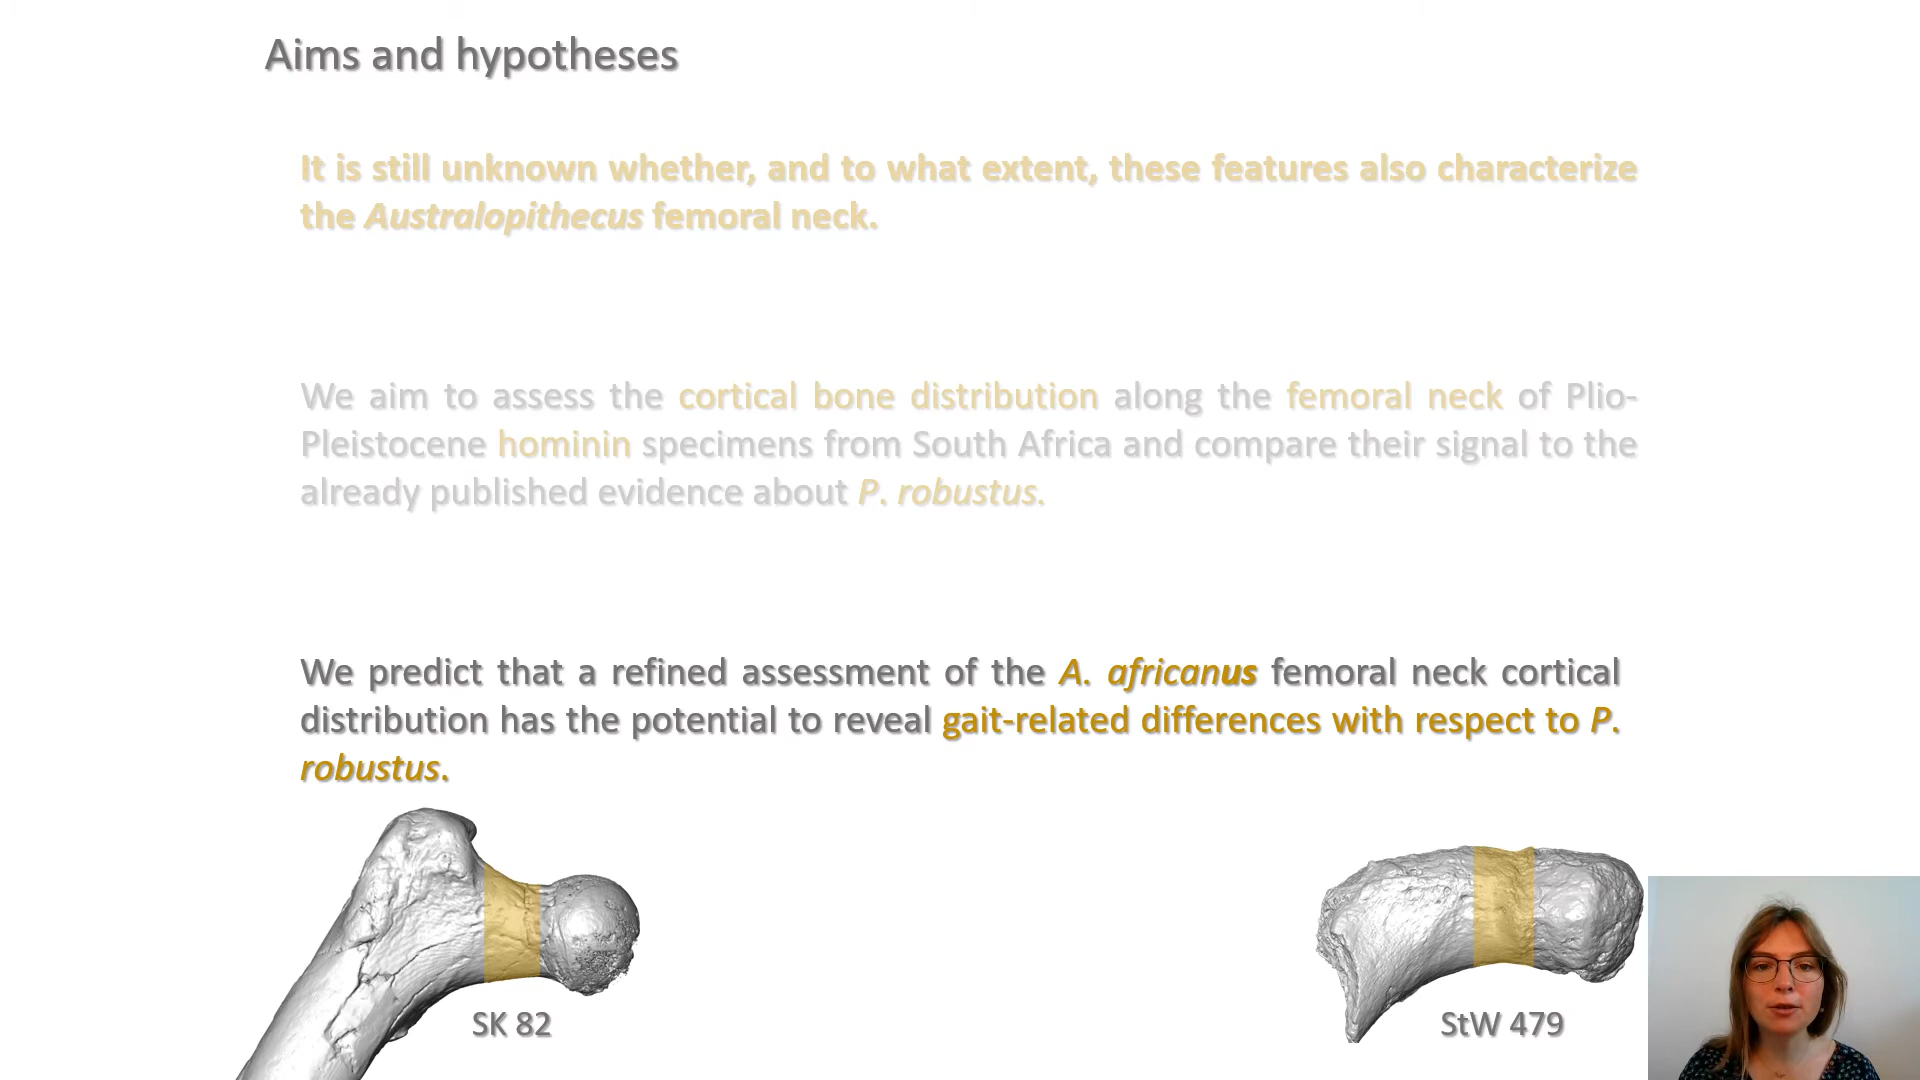 Aims and hypotheses
It is still unknown whether, and to what extent, these features also characterize
the Australopithecus femoral neck.
We aim to assess the cortical bone distribution along the femoral neck of Plio-
Pleistocene hominin specimens from South Africa and compare their signal to the
already published evidence about P. robustus.
We predict that a refined assessment of the A. africanus femoral neck cortical
distribution has the potential to reveal gait-related differences with respect to P.
robustus.
SK 82
StW 479